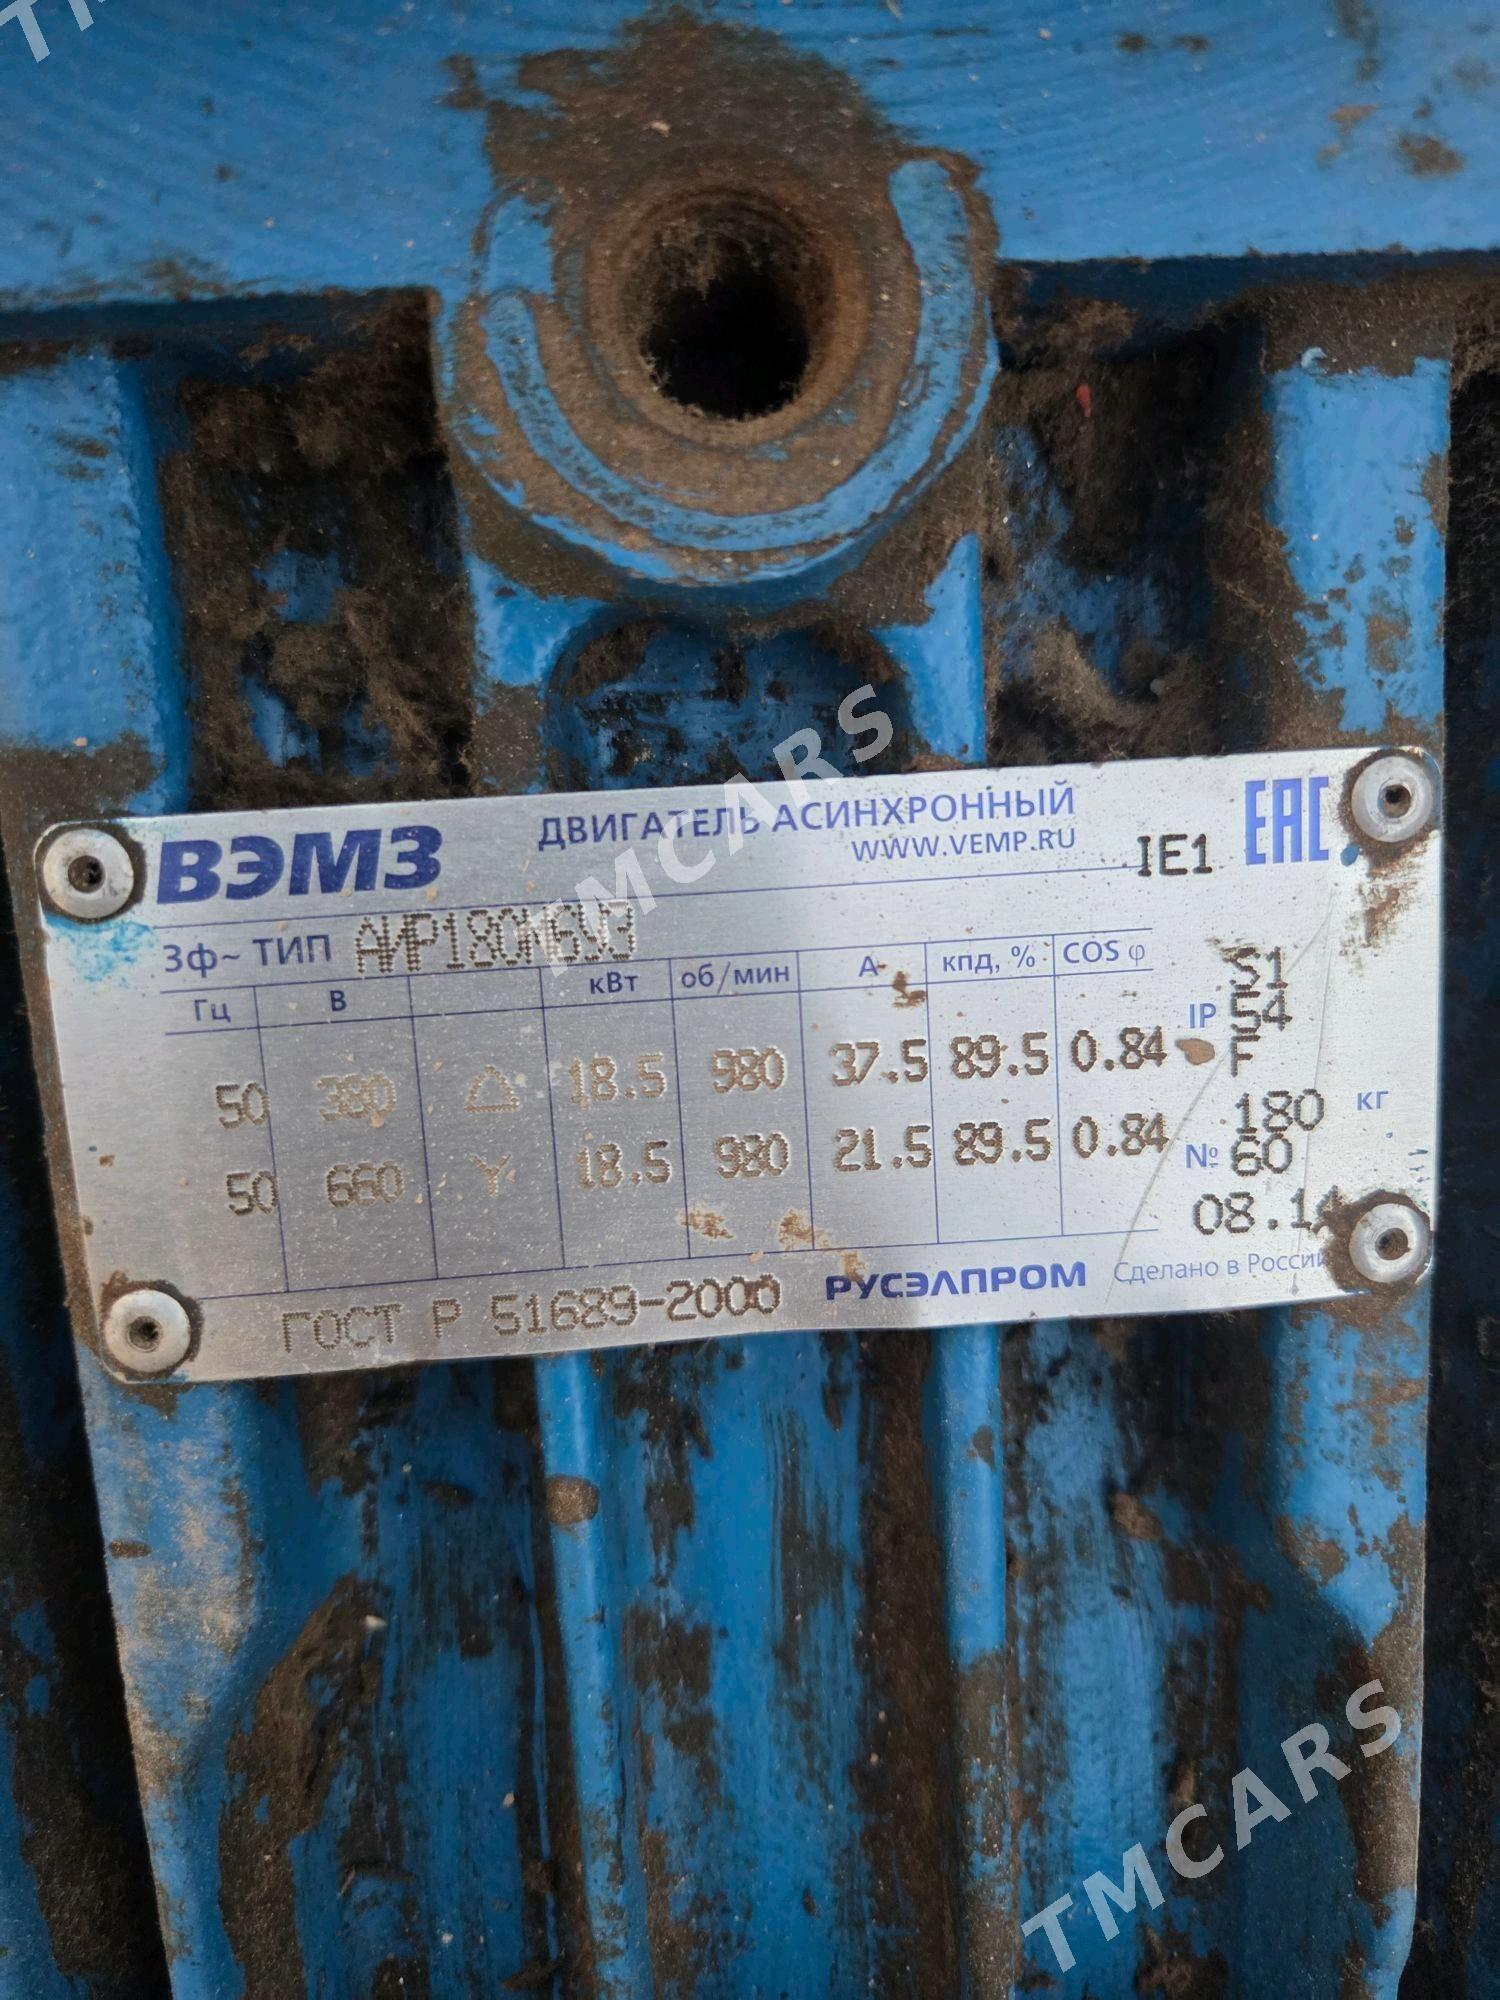 ВЭМЗ ДВИГАТЕЛЬ АСИНХРОННЫЙ
WWW.VEMP.RU IE1 EAC
3ф~ ТИП АИР180М6У3
Гц В кВт об/мин А кпд, % COS φ S1
IP 54
F
50 380 △ 18.5 980 37.5 89.5 0.84
180 кг
50 660 Y 18.5 980 21.5 89.5 0.84
№ 60
08.14
ГОСТ Р 51689-2000 РУСЭЛПРОМ Сделано в России
TMCARS
TMCARS